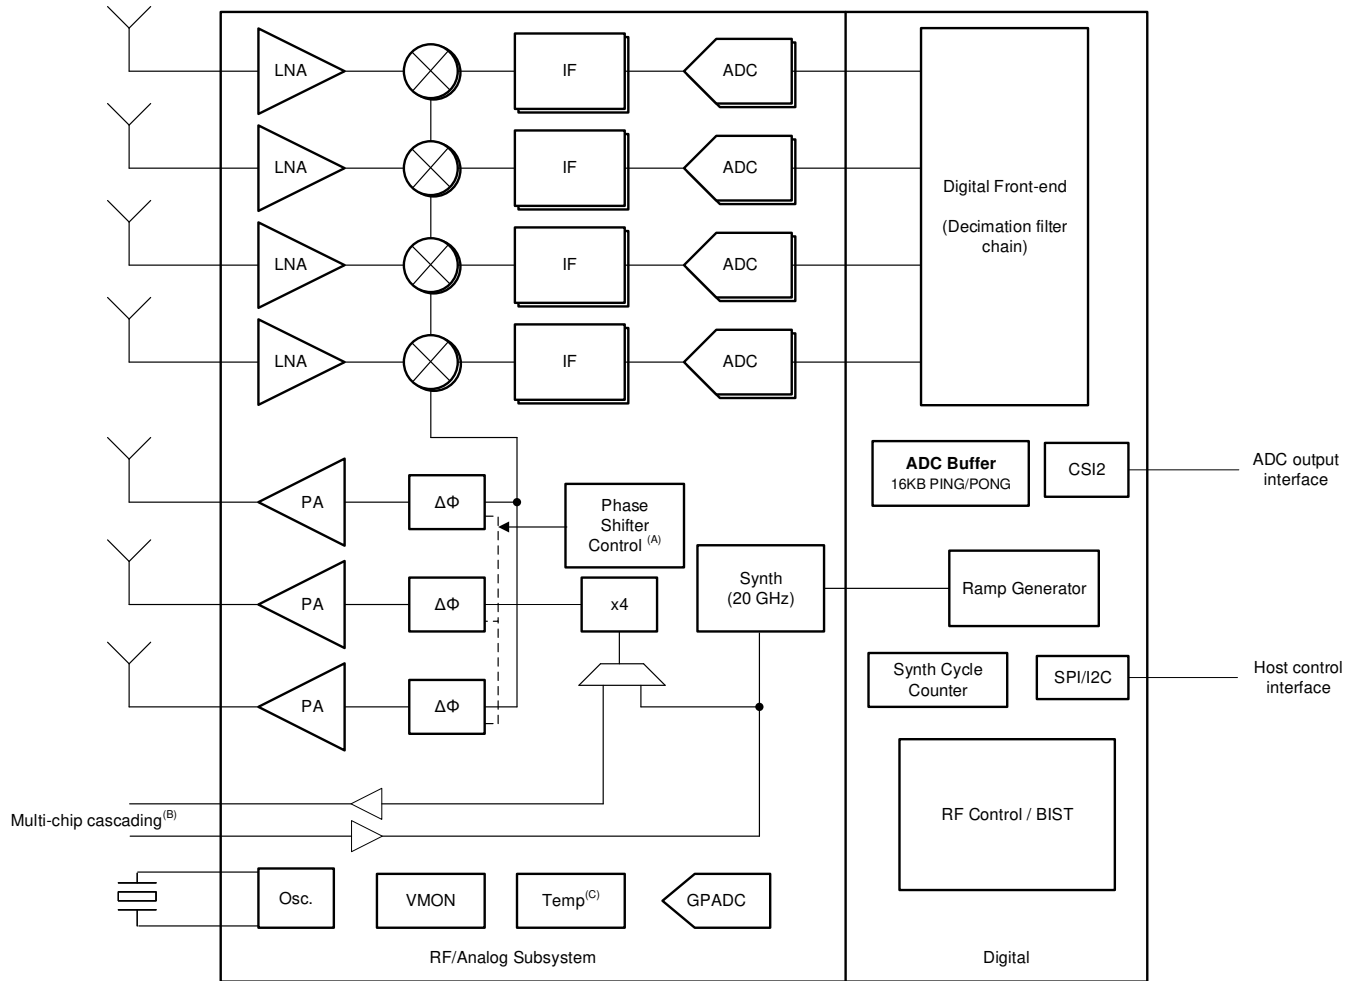 LNA
IF
ADC
LNA
IF
ADC
LNA
IF
ADC
LNA
IF
ADC
Digital Front-end
(Decimation filter
chain)
PA
ΔΦ
Phase
Shifter
Control (A)
ADC Buffer
16KB PING/PONG
CSI2
ADC output
interface
PA
ΔΦ
x4
Synth
(20 GHz)
Ramp Generator
PA
ΔΦ
Synth Cycle
Counter
SPI/I2C
Host control
interface
Multi-chip cascading(B)
RF Control / BIST
Osc.
VMON
Temp(C)
GPADC
RF/Analog Subsystem
Digital